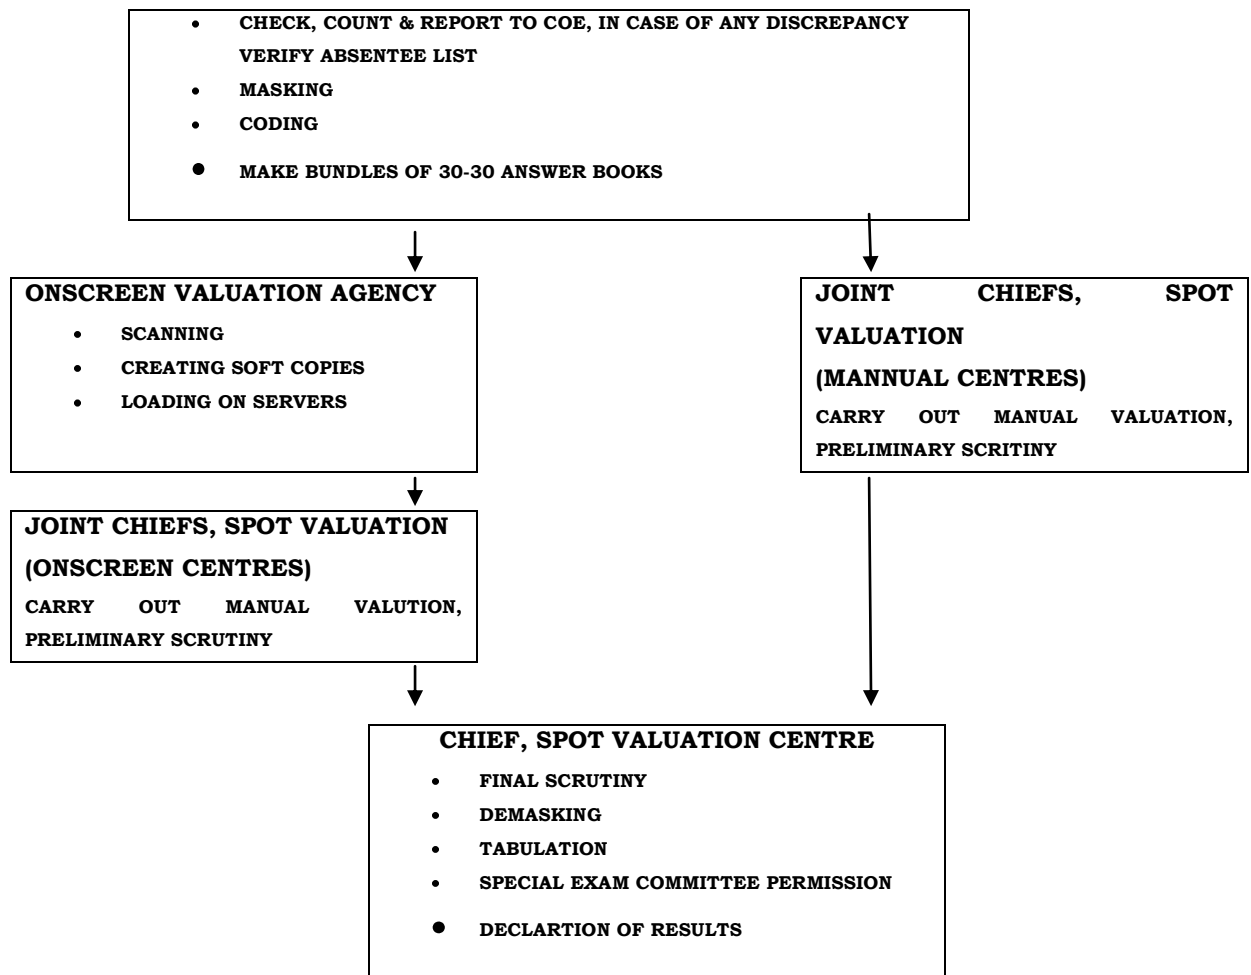 • CHECK, COUNT & REPORT TO COE, IN CASE OF ANY DISCREPANCY
VERIFY ABSENTEE LIST
• MASKING
• CODING
• MAKE BUNDLES OF 30-30 ANSWER BOOKS
ONSCREEN VALUATION AGENCY
• SCANNING
• CREATING SOFT COPIES
• LOADING ON SERVERS
JOINT CHIEFS, SPOT
VALUATION
(MANNUAL CENTRES)
CARRY OUT MANUAL VALUATION,
PRELIMINARY SCRITINY
JOINT CHIEFS, SPOT VALUATION
(ONSCREEN CENTRES)
CARRY OUT MANUAL VALUTION,
PRELIMINARY SCRUTINY
CHIEF, SPOT VALUATION CENTRE
• FINAL SCRUTINY
• DEMASKING
• TABULATION
• SPECIAL EXAM COMMITTEE PERMISSION
• DECLARTION OF RESULTS